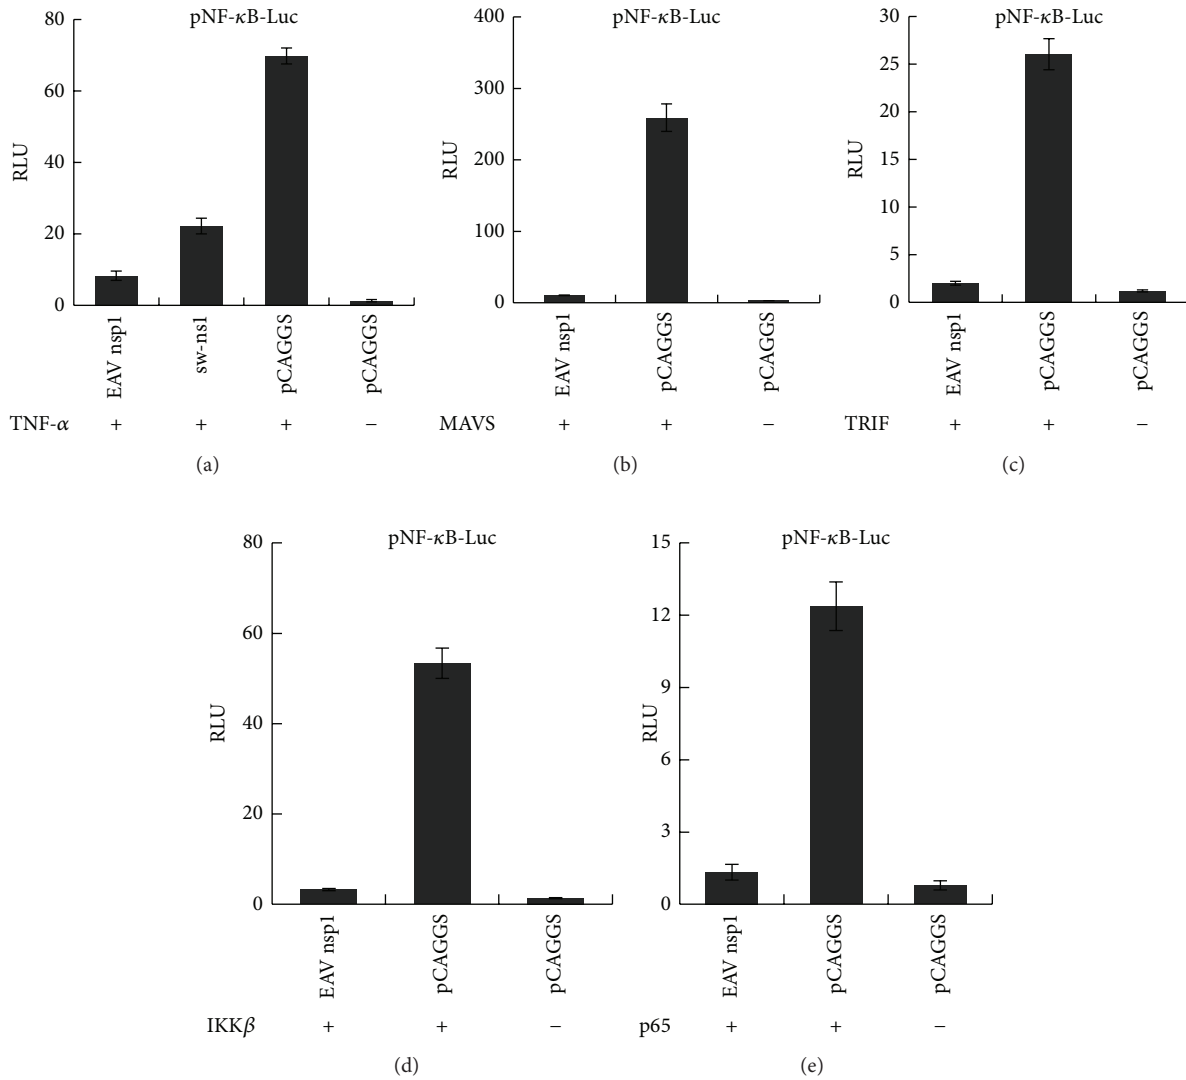 pNF-κB-Luc
80
60
40
20
0
RLU
EAV nsp1
sw-ns1
pCAGGS
pCAGGS
TNF-α + + + −
(a)
pNF-κB-Luc
400
300
200
100
0
RLU
EAV nsp1
pCAGGS
pCAGGS
MAVS + + −
(b)
pNF-κB-Luc
30
25
20
15
10
5
0
RLU
EAV nsp1
pCAGGS
pCAGGS
TRIF + + −
(c)
pNF-κB-Luc
80
60
40
20
0
RLU
EAV nsp1
pCAGGS
pCAGGS
IKKβ + + −
(d)
pNF-κB-Luc
15
12
9
6
3
0
RLU
EAV nsp1
pCAGGS
pCAGGS
p65 + + −
(e)